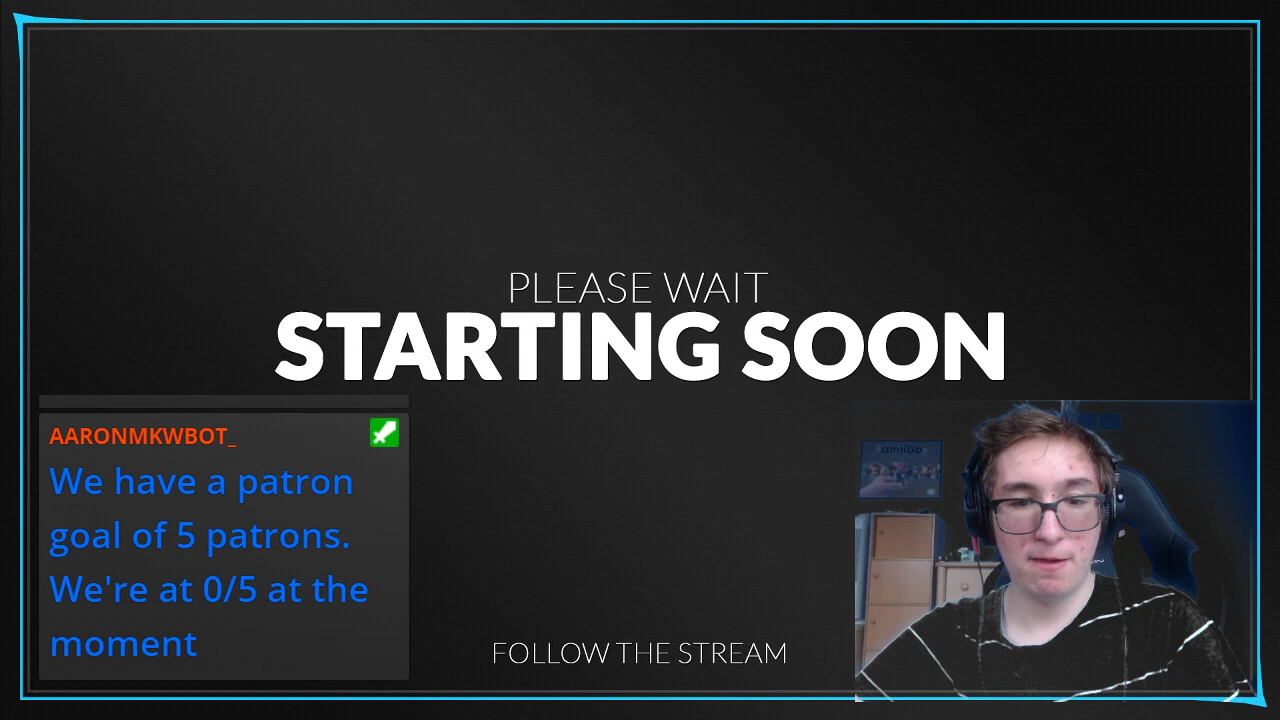 PLEASE WAIT
STARTING SOON
AARONMKWBOT_
We have a patron
goal of 5 patrons.
We're at 0/5 at the
moment
amiibo
FOLLOW THE STREAM